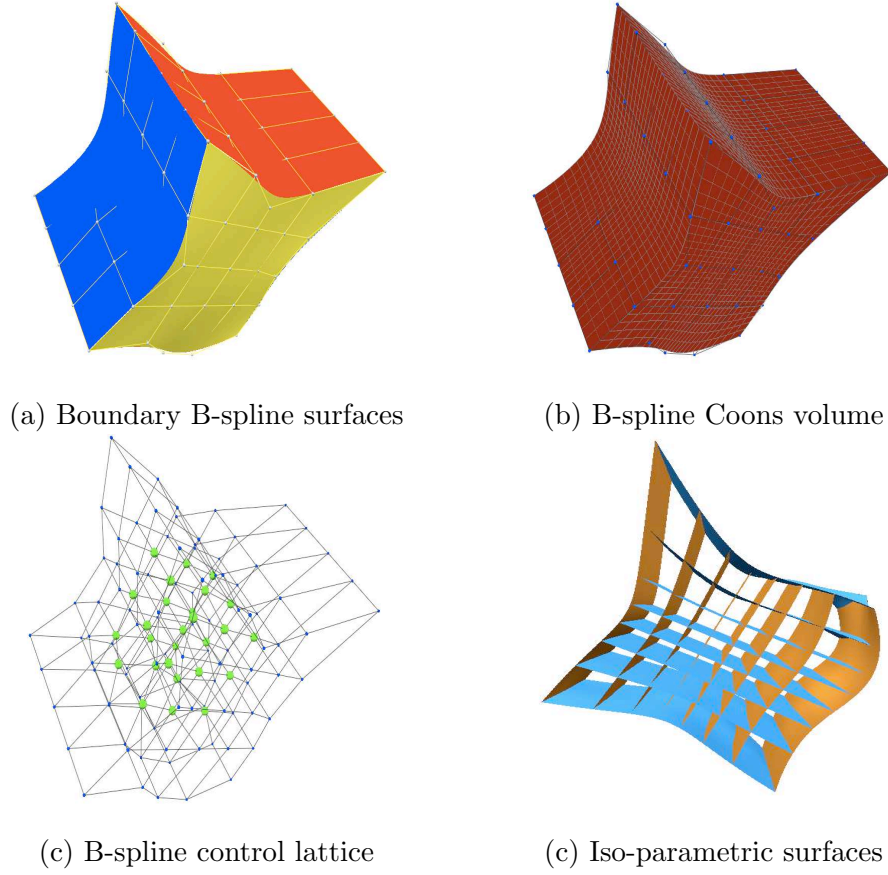 (a) Boundary B-spline surfaces
(b) B-spline Coons volume
(c) B-spline control lattice
(c) Iso-parametric surfaces